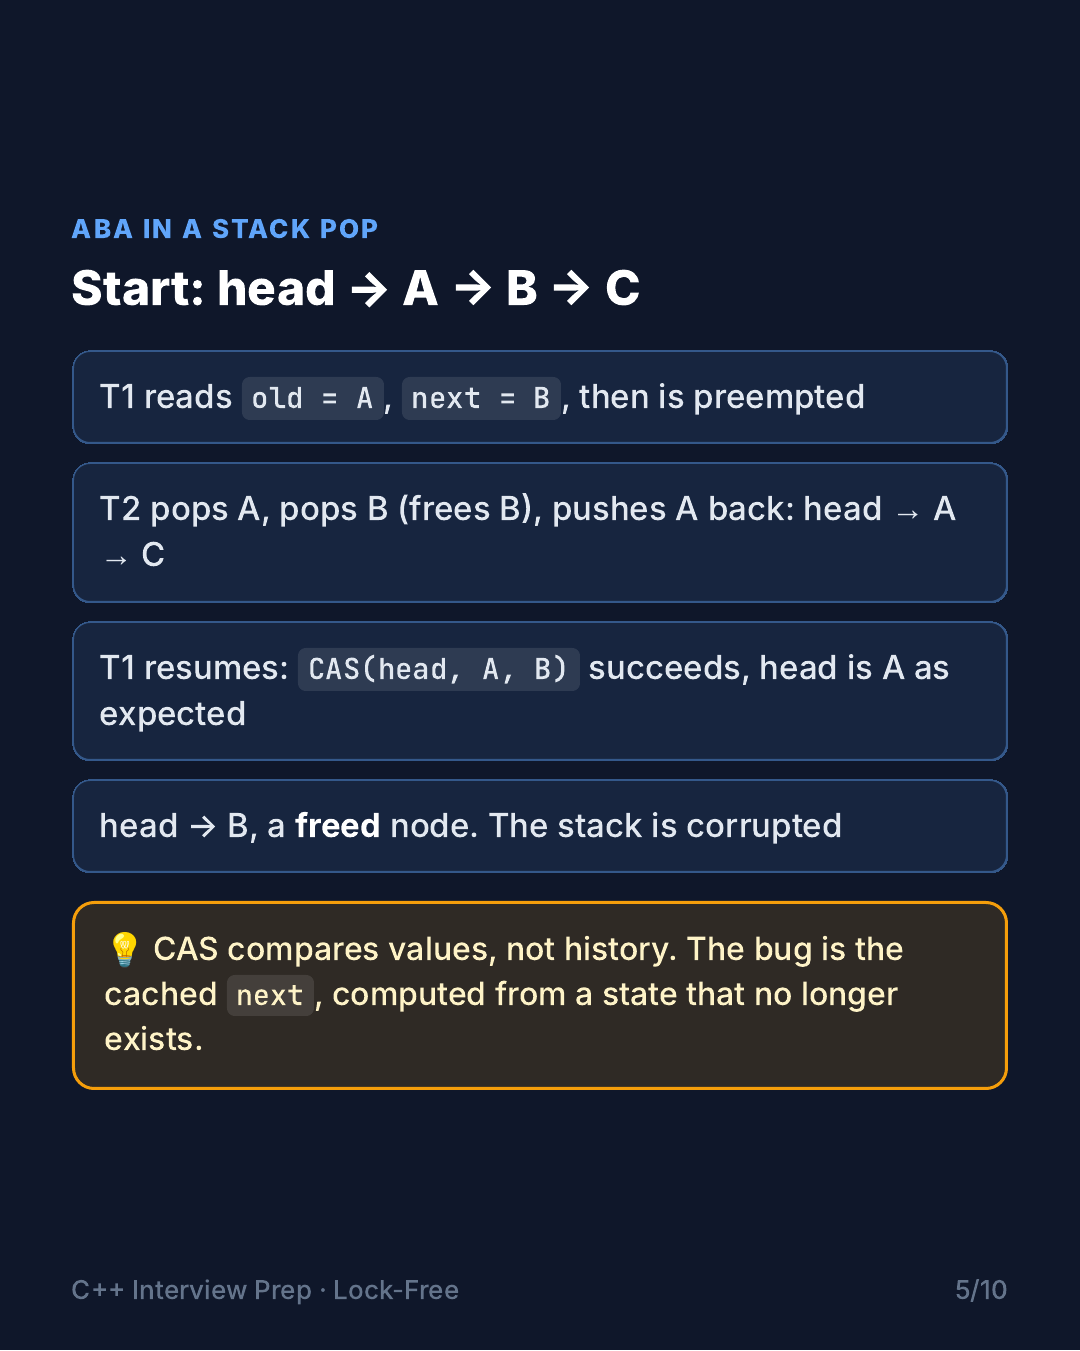 ABA IN A STACK POP
Start: head → A → B → C
T1 reads old = A, next = B, then is preempted
T2 pops A, pops B (frees B), pushes A back: head → A
→ C
T1 resumes: CAS(head, A, B) succeeds, head is A as
expected
head → B, a freed node. The stack is corrupted
💡 CAS compares values, not history. The bug is the
cached next, computed from a state that no longer
exists.
C++ Interview Prep · Lock-Free
5/10